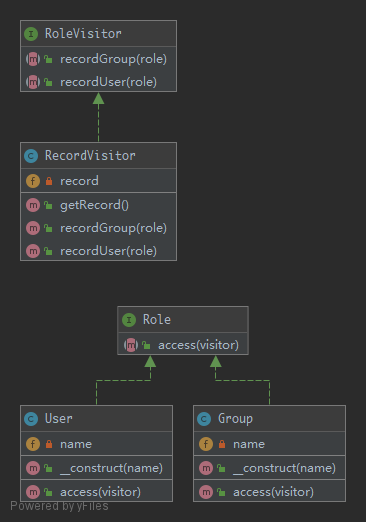 I RoleVisitor
m recordGroup(role)
m recordUser(role)
C RecordVisitor
f record
m getRecord()
m recordGroup(role)
m recordUser(role)
I Role
m access(visitor)
C User
f name
m __construct(name)
m access(visitor)
C Group
f name
m __construct(name)
m access(visitor)
Powered by yFiles